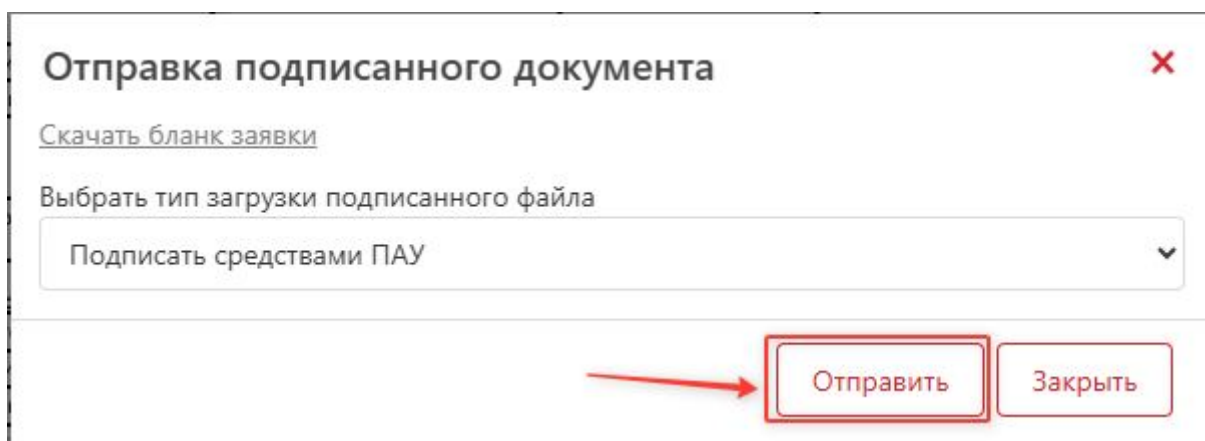 Отправка подписанного документа
Скачать бланк заявки
Выбрать тип загрузки подписанного файла
Подписать средствами ПАУ
Отправить
Закрыть